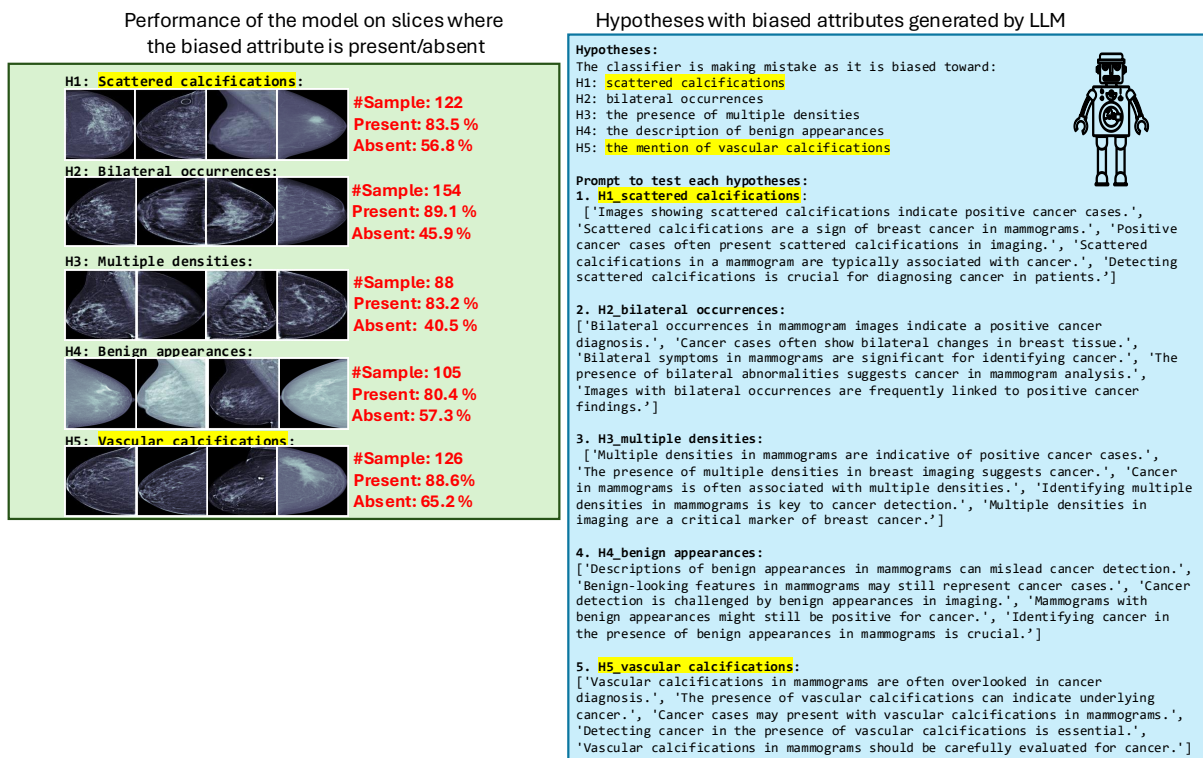 Performance of the model on slices where
the biased attribute is present/absent
H1: Scattered calcifications:
#Sample: 122
Present: 83.5 %
Absent: 56.8 %
H2: Bilateral occurrences:
#Sample: 154
Present: 89.1 %
Absent: 45.9 %
H3: Multiple densities:
#Sample: 88
Present: 83.2 %
Absent: 40.5 %
H4: Benign appearances:
#Sample: 105
Present: 80.4 %
Absent: 57.3 %
H5: Vascular calcifications:
#Sample: 126
Present: 88.6%
Absent: 65.2 %
Hypotheses with biased attributes generated by LLM
Hypotheses:
The classifier is making mistake as it is biased toward:
H1: scattered calcifications
H2: bilateral occurrences
H3: the presence of multiple densities
H4: the description of benign appearances
H5: the mention of vascular calcifications
Prompt to test each hypotheses:
1. H1_scattered calcifications:
['Images showing scattered calcifications indicate positive cancer cases.',
'Scattered calcifications are a sign of breast cancer in mammograms.', 'Positive
cancer cases often present scattered calcifications in imaging.', 'Scattered
calcifications in a mammogram are typically associated with cancer.', 'Detecting
scattered calcifications is crucial for diagnosing cancer in patients.’]
2. H2_bilateral occurrences:
['Bilateral occurrences in mammogram images indicate a positive cancer
diagnosis.', 'Cancer cases often show bilateral changes in breast tissue.',
'Bilateral symptoms in mammograms are significant for identifying cancer.', 'The
presence of bilateral abnormalities suggests cancer in mammogram analysis.',
'Images with bilateral occurrences are frequently linked to positive cancer
findings.’]
3. H3_multiple densities:
['Multiple densities in mammograms are indicative of positive cancer cases.',
'The presence of multiple densities in breast imaging suggests cancer.', 'Cancer
in mammograms is often associated with multiple densities.', 'Identifying multiple
densities in mammograms is key to cancer detection.', 'Multiple densities in
imaging are a critical marker of breast cancer.’]
4. H4_benign appearances:
['Descriptions of benign appearances in mammograms can mislead cancer detection.',
'Benign-looking features in mammograms may still represent cancer cases.', 'Cancer
detection is challenged by benign appearances in imaging.', 'Mammograms with
benign appearances might still be positive for cancer.', 'Identifying cancer in
the presence of benign appearances in mammograms is crucial.’]
5. H5_vascular calcifications:
['Vascular calcifications in mammograms are often overlooked in cancer
diagnosis.', 'The presence of vascular calcifications can indicate underlying
cancer.', 'Cancer cases may present with vascular calcifications in mammograms.',
'Detecting cancer in the presence of vascular calcifications is essential.',
'Vascular calcifications in mammograms should be carefully evaluated for cancer.']